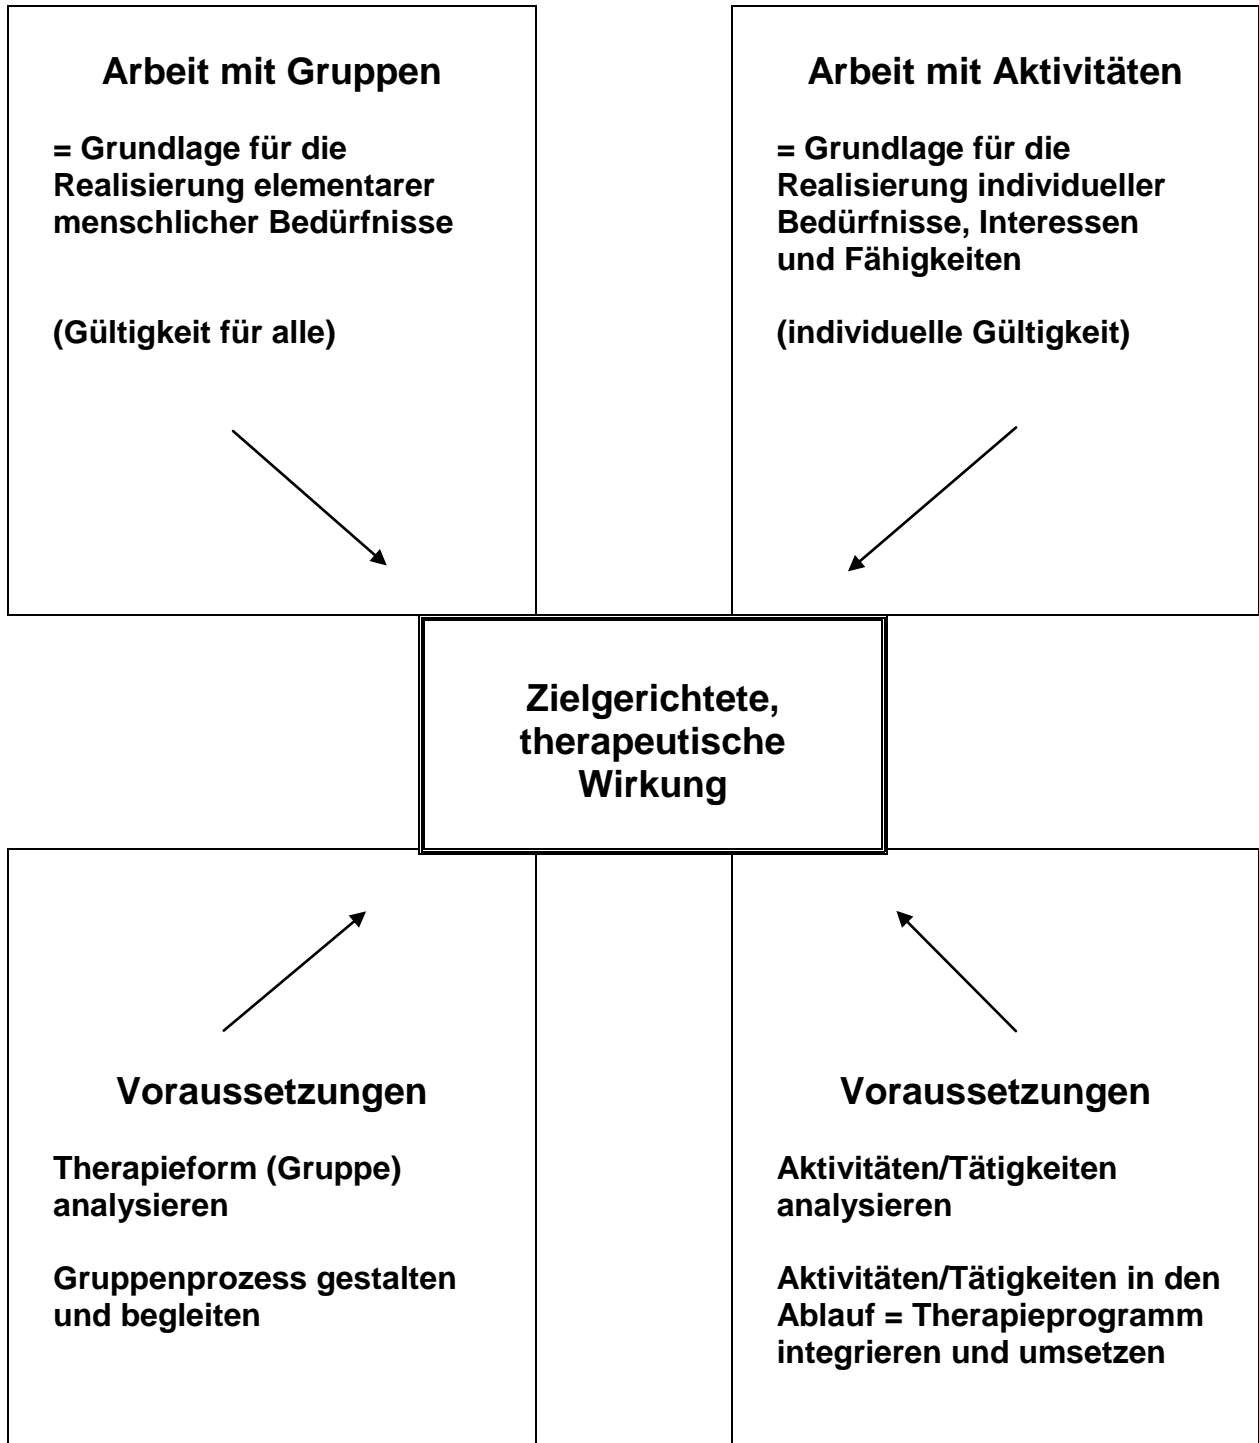 Arbeit mit Gruppen
= Grundlage für die
Realisierung elementarer
menschlicher Bedürfnisse
(Gültigkeit für alle)
Arbeit mit Aktivitäten
= Grundlage für die
Realisierung individueller
Bedürfnisse, Interessen
und Fähigkeiten
(individuelle Gültigkeit)
Zielgerichtete,
therapeutische
Wirkung
Voraussetzungen
Therapieform (Gruppe)
analysieren
Gruppenprozess gestalten
und begleiten
Voraussetzungen
Aktivitäten/Tätigkeiten
analysieren
Aktivitäten/Tätigkeiten in den
Ablauf = Therapieprogramm
integrieren und umsetzen